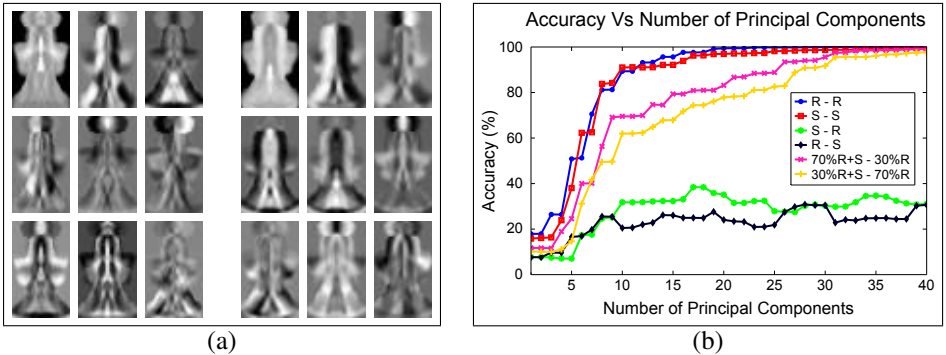 Accuracy Vs Number of Principal Components
100
80
60
40
20
0
Accuracy (%)
R - R
S - S
S - R
R - S
70%R+S - 30%R
30%R+S - 70%R
5 10 15 20 25 30 35 40
Number of Principal Components
(a) (b)